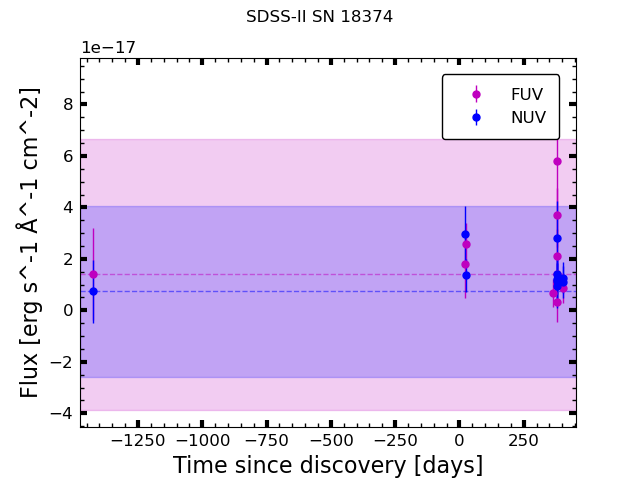 SDSS-II SN 18374
1e−17
FUV
NUV
8
6
4
2
0
−2
−4
Flux [erg s^-1 Å^-1 cm^-2]
−1250 −1000 −750 −500 −250 0 250
Time since discovery [days]